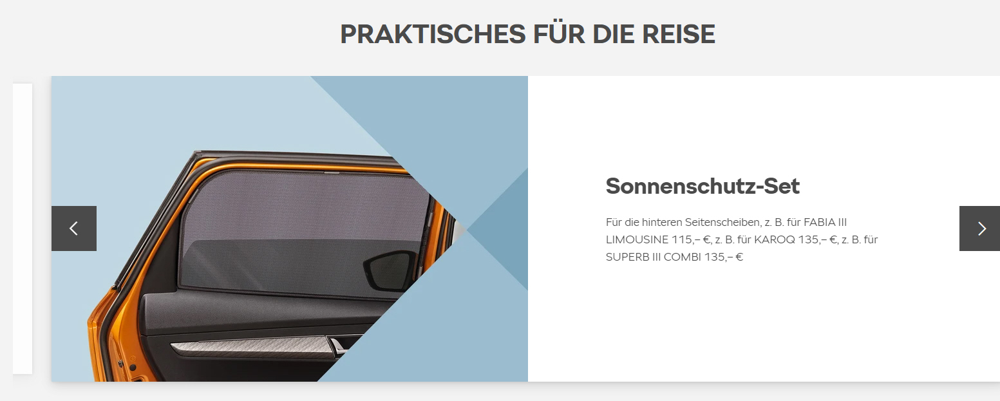 PRAKTISCHES FÜR DIE REISE
Sonnenschutz-Set
Für die hinteren Seitenscheiben, z. B. für FABIA III
LIMOUSINE 115,– €, z. B. für KAROQ 135,– €, z. B. für
SUPERB III COMBI 135,– €